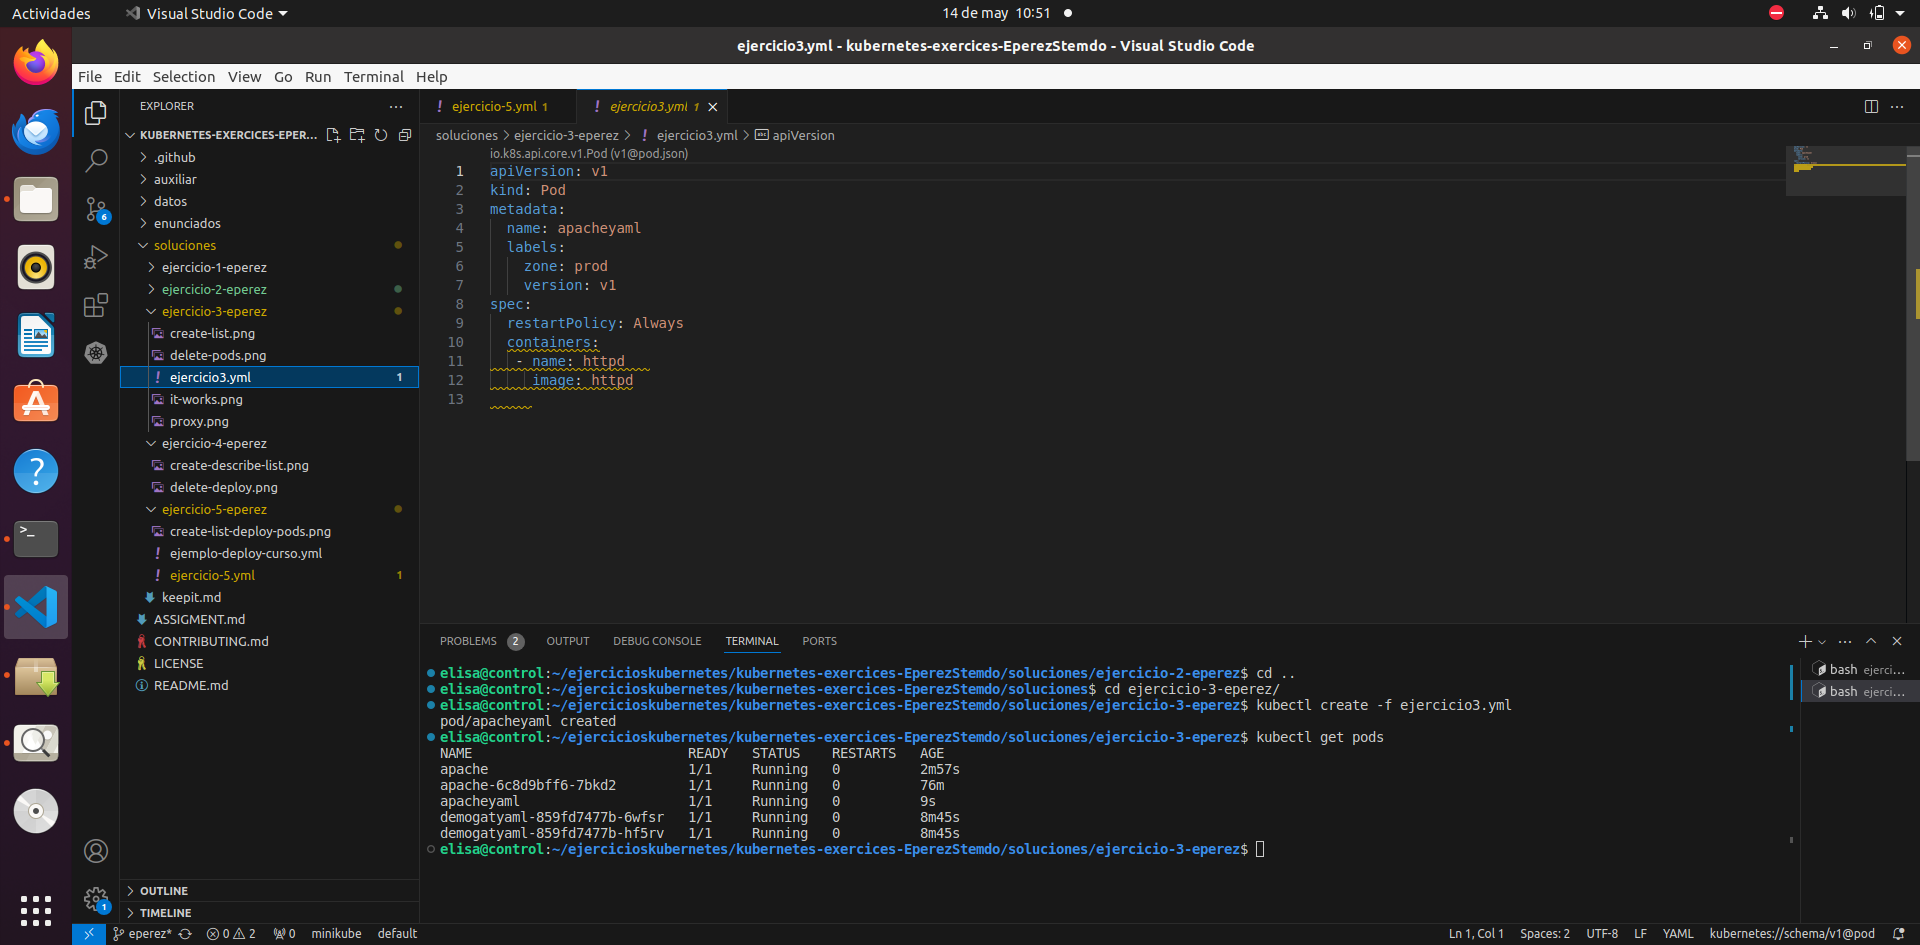 Actividades
Visual Studio Code
14 de may 10:51
ejercicio3.yml - kubernetes-exercices-EperezStemdo - Visual Studio Code
File Edit Selection View Go Run Terminal Help
EXPLORER
KUBERNETES-EXERCICES-EPER...
.github
auxiliar
datos
enunciados
soluciones
ejercicio-1-eperez
ejercicio-2-eperez
ejercicio-3-eperez
create-list.png
delete-pods.png
ejercicio3.yml 1
it-works.png
proxy.png
ejercicio-4-eperez
create-describe-list.png
delete-deploy.png
ejercicio-5-eperez
create-list-deploy-pods.png
ejemplo-deploy-curso.yml
ejercicio-5.yml 1
keepit.md
ASSIGMENT.md
CONTRIBUTING.md
LICENSE
README.md
OUTLINE
TIMELINE
6
1
ejercicio-5.yml 1
ejercicio3.yml 1
soluciones > ejercicio-3-eperez > ejercicio3.yml > apiVersion
io.k8s.api.core.v1.Pod (v1@pod.json)
1 apiVersion: v1
2 kind: Pod
3 metadata:
4 name: apacheyaml
5 labels:
6 zone: prod
7 version: v1
8 spec:
9 restartPolicy: Always
10 containers:
11 - name: httpd
12 image: httpd
13
PROBLEMS 2 OUTPUT DEBUG CONSOLE TERMINAL PORTS
elisa@control:~/ejercicioskubernetes/kubernetes-exercices-EperezStemdo/soluciones/ejercicio-2-eperez$ cd ..
elisa@control:~/ejercicioskubernetes/kubernetes-exercices-EperezStemdo/soluciones$ cd ejercicio-3-eperez/
elisa@control:~/ejercicioskubernetes/kubernetes-exercices-EperezStemdo/soluciones/ejercicio-3-eperez$ kubectl create -f ejercicio3.yml
pod/apacheyaml created
elisa@control:~/ejercicioskubernetes/kubernetes-exercices-EperezStemdo/soluciones/ejercicio-3-eperez$ kubectl get pods
NAME READY STATUS RESTARTS AGE
apache 1/1 Running 0 2m57s
apache-6c8d9bff6-7bkd2 1/1 Running 0 76m
apacheyaml 1/1 Running 0 9s
demogatyaml-859fd7477b-6wfsr 1/1 Running 0 8m45s
demogatyaml-859fd7477b-hf5rv 1/1 Running 0 8m45s
elisa@control:~/ejercicioskubernetes/kubernetes-exercices-EperezStemdo/soluciones/ejercicio-3-eperez$
bash ejerci...
bash ejerci...
eperez* 0 2 0 minikube default
Ln 1, Col 1 Spaces: 2 UTF-8 LF YAML kubernetes://schema/v1@pod